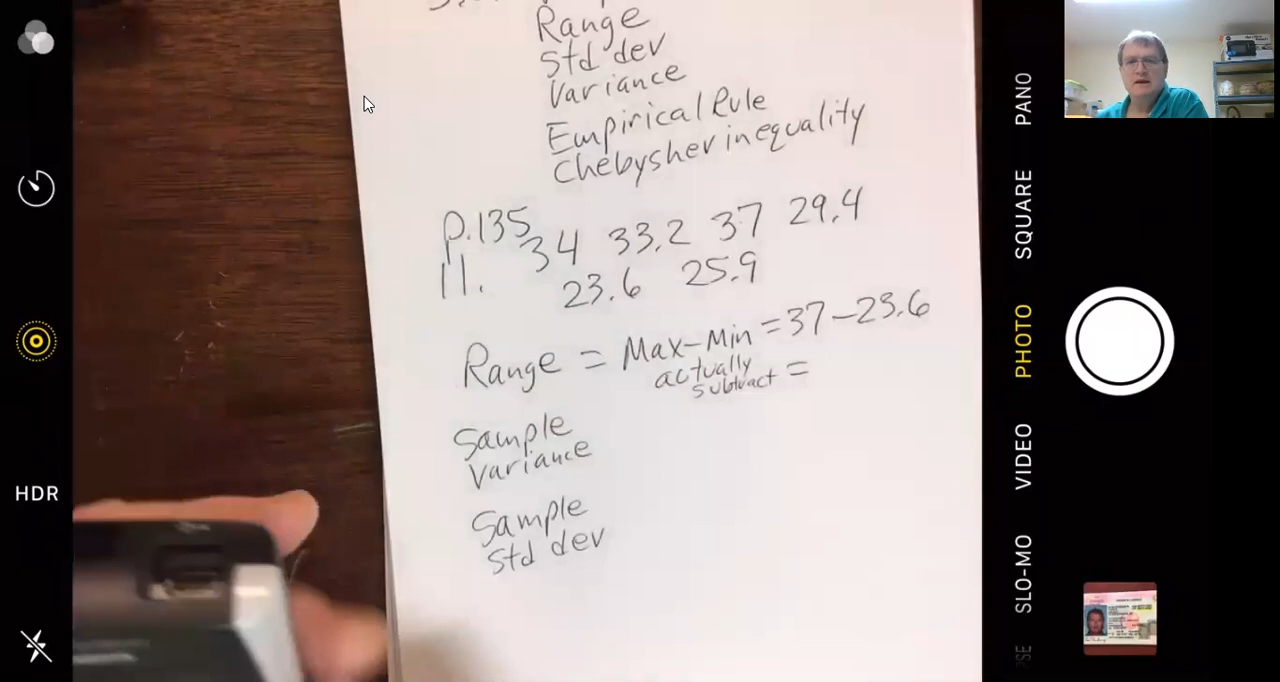 Range
Std dev
Variance
Empirical Rule
Chebyshev inequality
p.135
11. 34 33.2 37 29.4
23.6 25.9
Range = Max-Min = 37-23.6
actually
subtract =
Sample
Variance
Sample
Std dev
HDR
PANO
SQUARE
PHOTO
VIDEO
SLO-MO